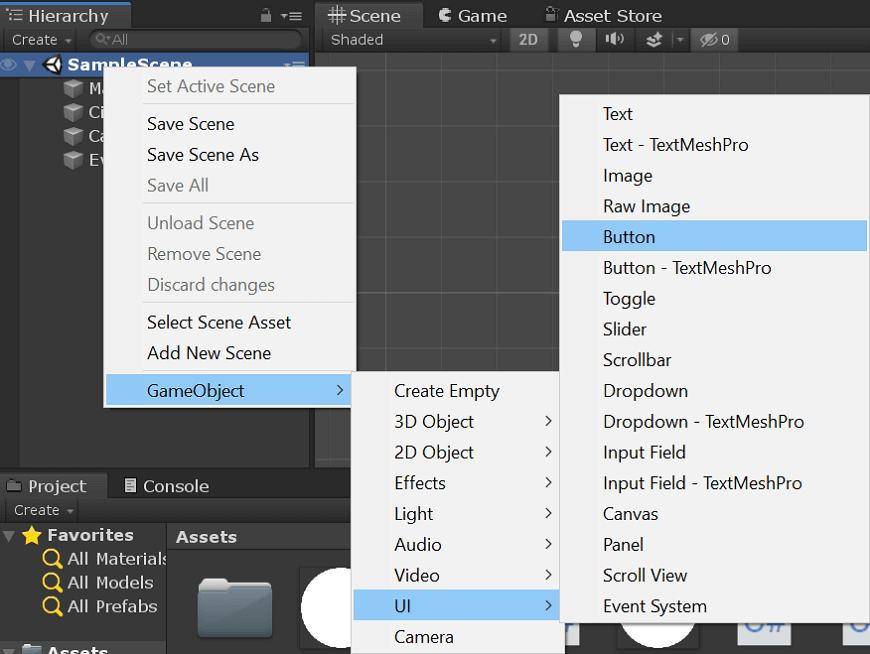 Hierarchy
Scene
Game
Asset Store
Create
All
Shaded
2D
0
SampleScene
Set Active Scene
Save Scene
Save Scene As
Save All
Unload Scene
Remove Scene
Discard changes
Select Scene Asset
Add New Scene
GameObject
Create Empty
3D Object
2D Object
Effects
Light
Audio
Video
UI
Camera
Text
Text - TextMeshPro
Image
Raw Image
Button
Button - TextMeshPro
Toggle
Slider
Scrollbar
Dropdown
Dropdown - TextMeshPro
Input Field
Input Field - TextMeshPro
Canvas
Panel
Scroll View
Event System
Project
Console
Create
Favorites
All Materials
All Models
All Prefabs
Assets
Assets